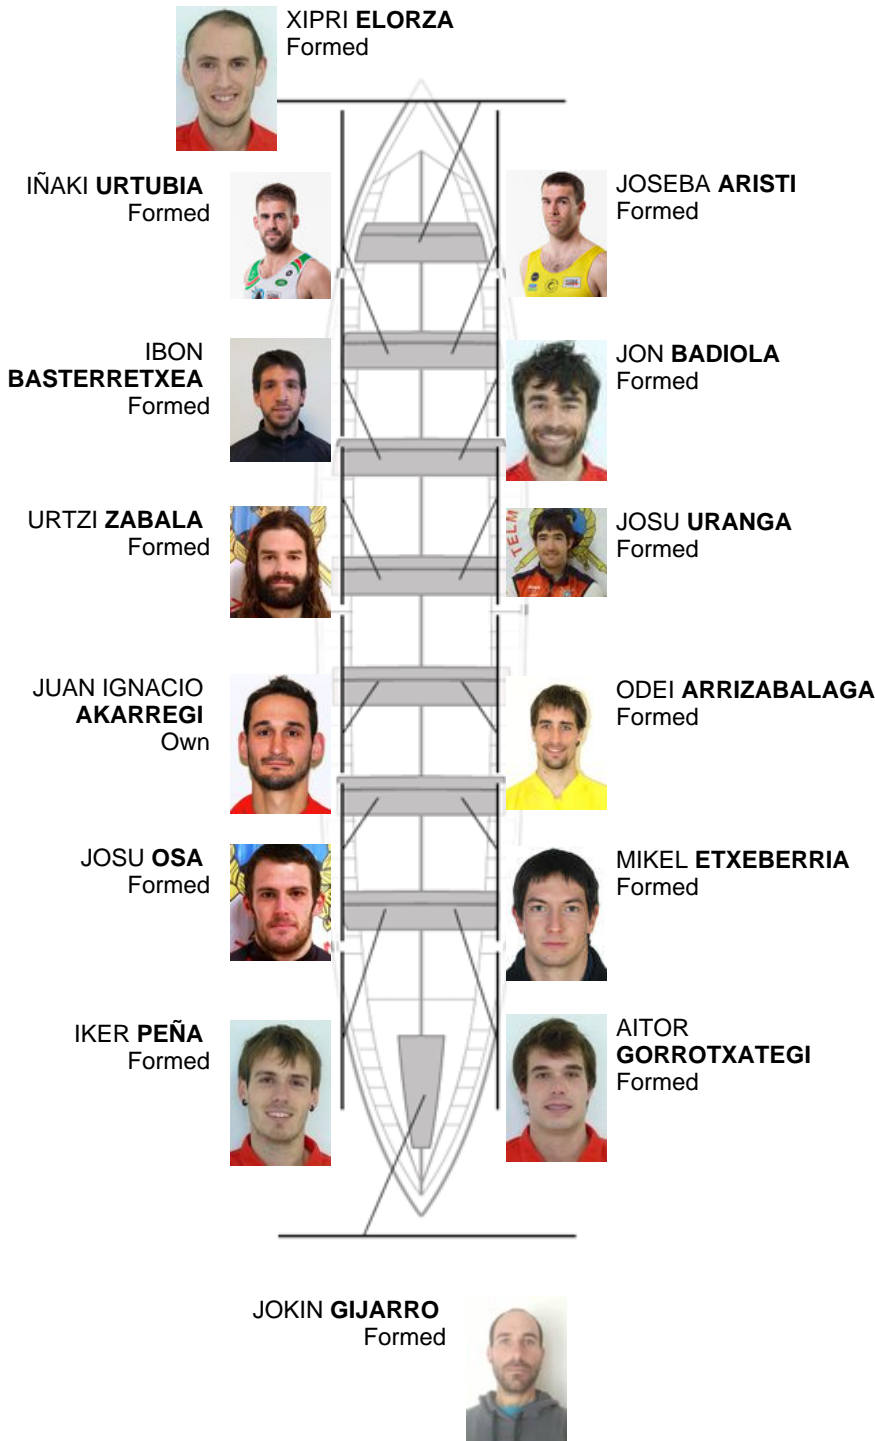 XIPRI ELORZA
Formed
IÑAKI URTUBIA
Formed
JOSEBA ARISTI
Formed
IBON
BASTERRETXEA
Formed
JON BADIOLA
Formed
URTZI ZABALA
Formed
TELM
JOSU URANGA
Formed
JUAN IGNACIO
AKARREGI
Own
ODEI ARRIZABALAGA
Formed
JOSU OSA
Formed
MIKEL ETXEBERRIA
Formed
IKER PEÑA
Formed
AITOR
GORROTXATEGI
Formed
JOKIN GIJARRO
Formed